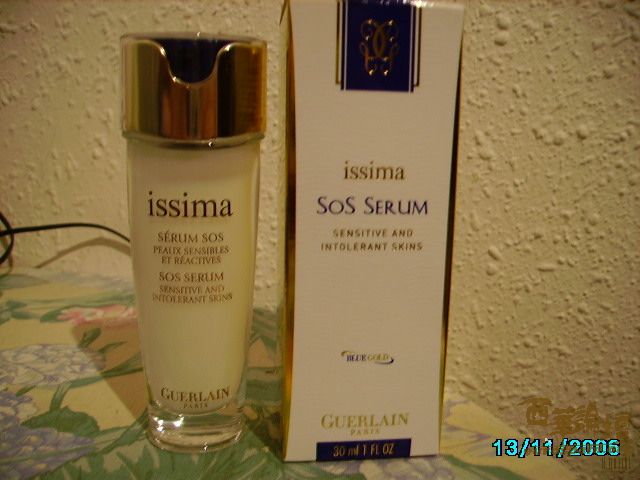 issima
SÉRUM SOS
PEAUX SENSIBLES
ET RÉACTIVES
SOS SERUM
SENSITIVE AND
INTOLERANT SKINS
GUERLAIN
PARIS
issima
SOS SERUM
SENSITIVE AND
INTOLERANT SKINS
BLUE GOLD
GUERLAIN
PARIS
30 ml 1 FL OZ
13/11/2006